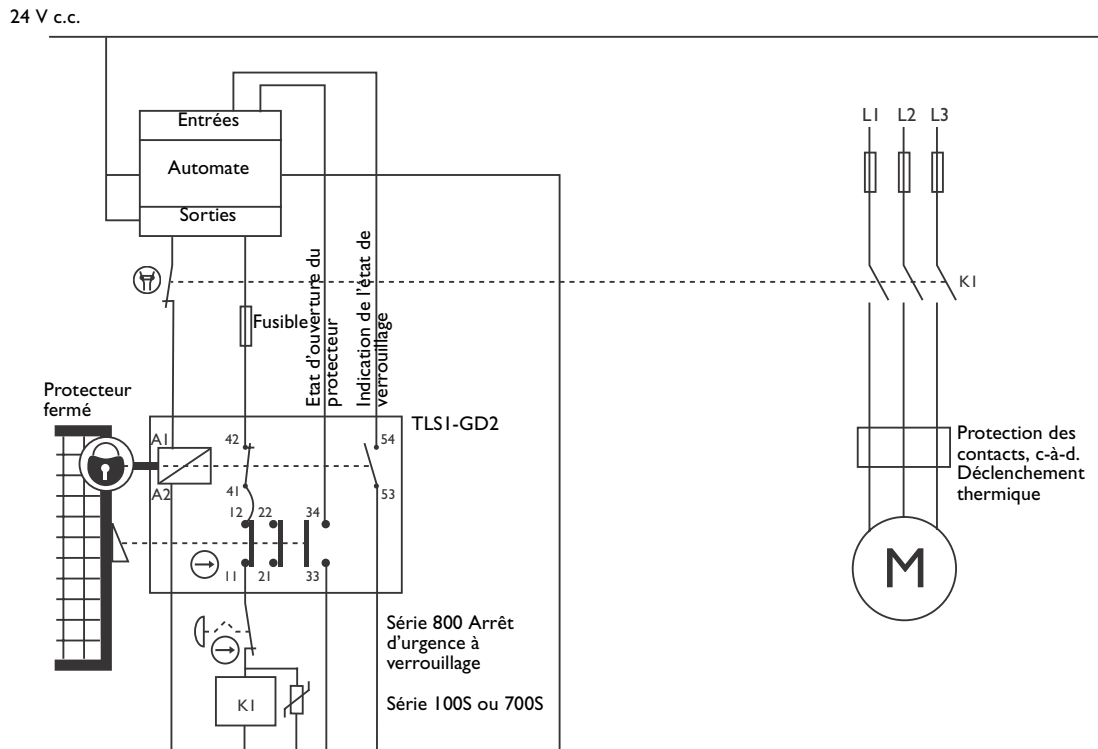 24 V c.c.
Entrées
Automate
Sorties
L1 L2 L3
K1
Fusible
Etat d'ouverture du
protecteur
Indication de l'état de
verrouillage
Protecteur
fermé
TLS1-GD2
A1
42
54
A2
41
53
12
22
34
11
21
33
Protection des
contacts, c-à-d.
Déclenchement
thermique
M
Série 800 Arrêt
d'urgence à
verrouillage
K1
Série 100S ou 700S